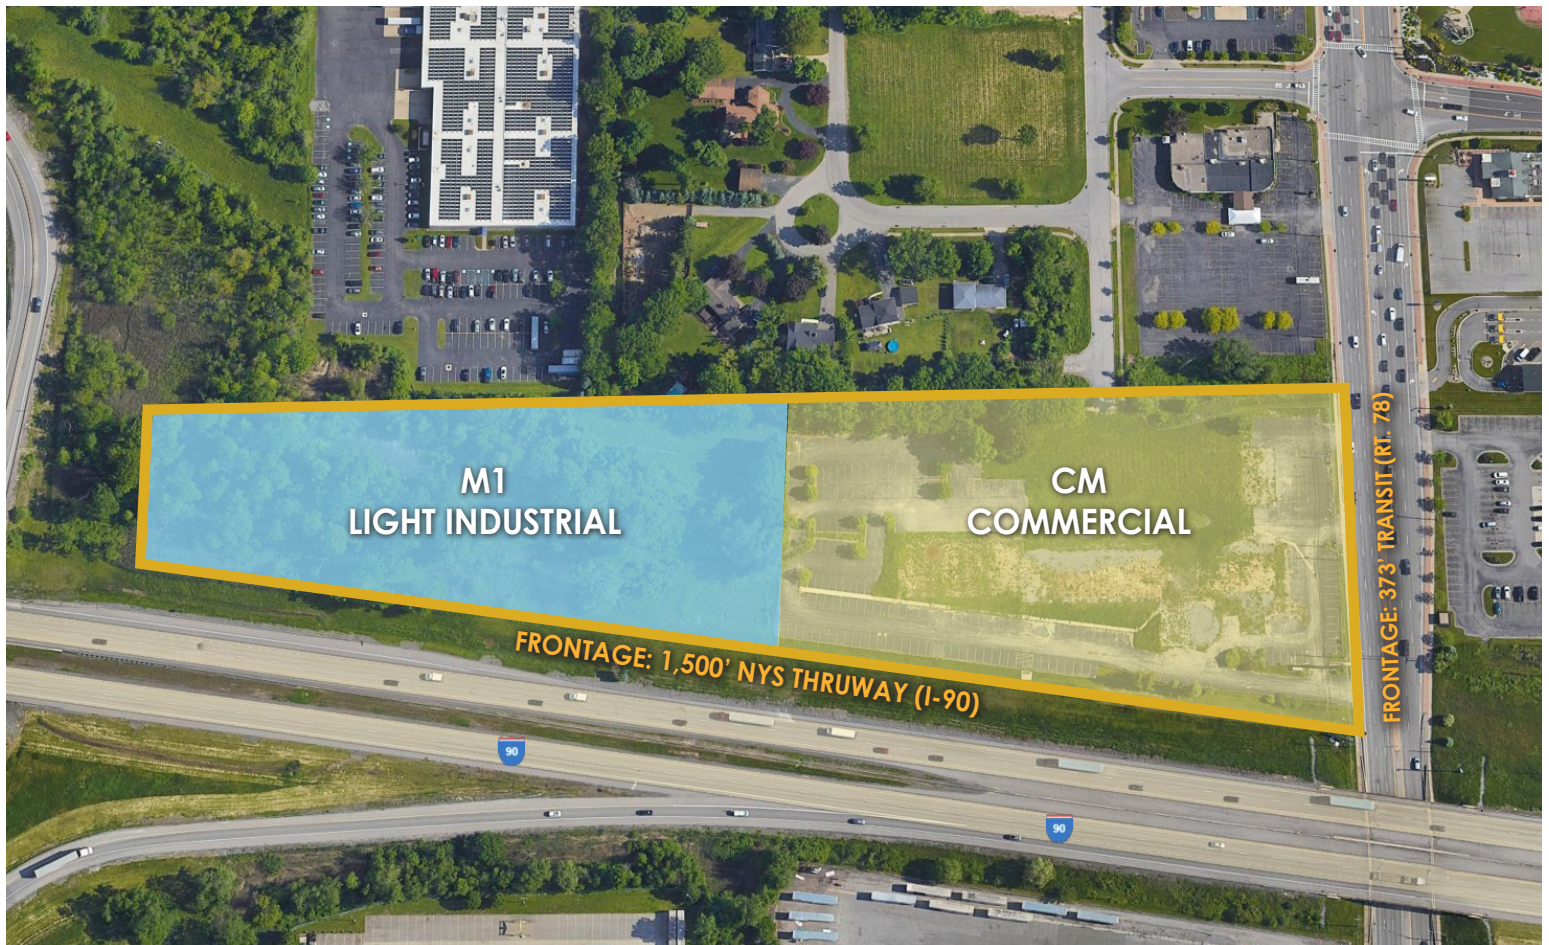 M1
LIGHT INDUSTRIAL
CM
COMMERCIAL
FRONTAGE: 373’ TRANSIT (RT. 78)
FRONTAGE: 1,500’ NYS THRUWAY (I-90)
90
90